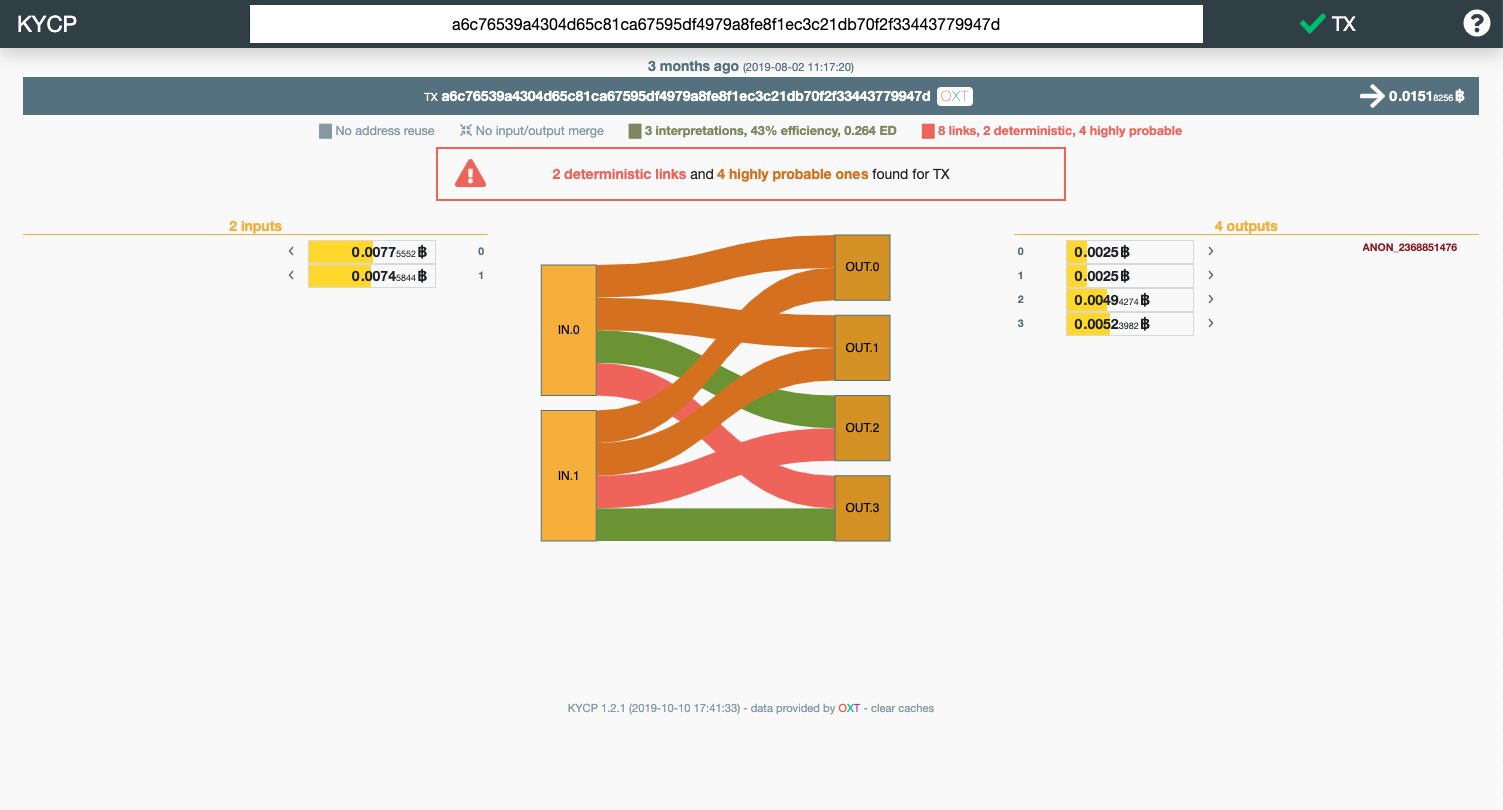 KYCP
a6c76539a4304d65c81ca67595df4979a8fe8f1ec3c21db70f2f33443779947d
TX
?
3 months ago (2019-08-02 11:17:20)
TX a6c76539a4304d65c81ca67595df4979a8fe8f1ec3c21db70f2f33443779947d OXT
0.01518256 ฿
No address reuse
No input/output merge
3 interpretations, 43% efficiency, 0.264 ED
8 links, 2 deterministic, 4 highly probable
2 deterministic links and 4 highly probable ones found for TX
2 inputs
0.00775552 ฿ 0
0.00745844 ฿ 1
IN.0
IN.1
OUT.0
OUT.1
OUT.2
OUT.3
4 outputs
0 0.0025 ฿ ANON_2368851476
1 0.0025 ฿
2 0.00494274 ฿
3 0.00523982 ฿
KYCP 1.2.1 (2019-10-10 17:41:33) - data provided by OXT - clear caches